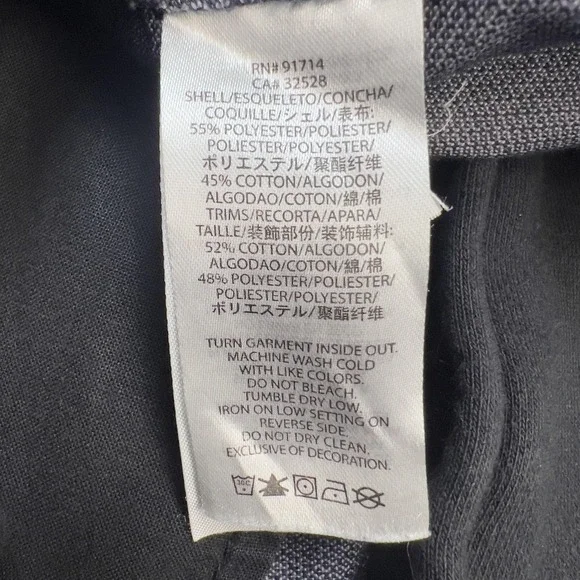 RN# 91714
CA# 32528
SHELL/ESQUELETO/CONCHA/
COQUILLE/シェル/表布:
55% POLYESTER/POLIESTER/
POLIESTER/POLYESTER/
ポリエステル/聚酯纤维
45% COTTON/ALGODON/
ALGODAO/COTON/綿/棉
TRIMS/RECORTA/APARA/
TAILLE/装飾部份/装饰辅料:
52% COTTON/ALGODON/
ALGODAO/COTON/綿/棉
48% POLYESTER/POLIESTER/
POLIESTER/POLYESTER/
ポリエステル/聚酯纤维
TURN GARMENT INSIDE OUT.
MACHINE WASH COLD
WITH LIKE COLORS.
DO NOT BLEACH.
TUMBLE DRY LOW.
IRON ON LOW SETTING ON
REVERSE SIDE.
DO NOT DRY CLEAN,
EXCLUSIVE OF DECORATION.
30C